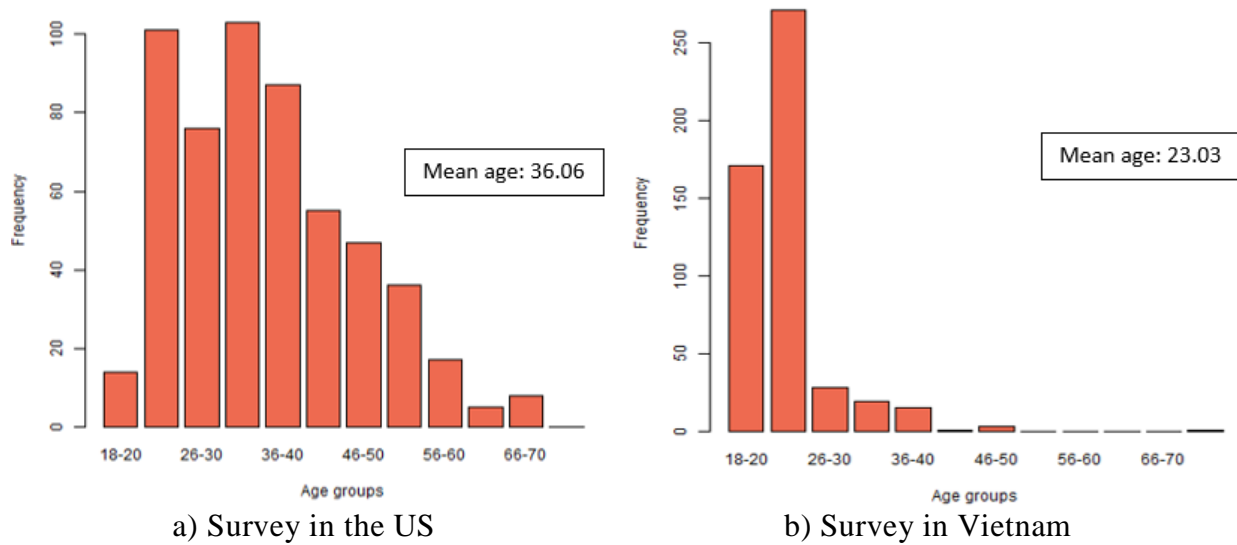 100
80
60
40
20
0
Frequency
Mean age: 36.06
18-20 26-30 36-40 46-50 56-60 66-70
Age groups
a) Survey in the US
250
200
150
100
50
0
Frequency
Mean age: 23.03
18-20 26-30 36-40 46-50 56-60 66-70
Age groups
b) Survey in Vietnam